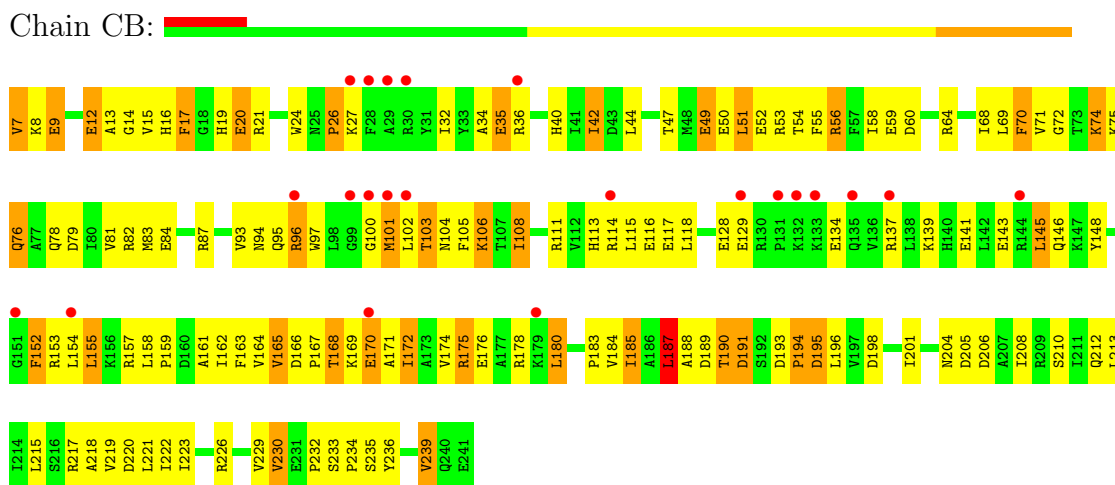 Chain CB:
V7 K8 E9 E12 A13 G14 V15 H16 F17 G18 H19 E20 R21 W24 N25 P26 K27 F28 A29 R30 Y31 I32 Y33 A34 E35 R36 H40 I41 I42 D43 L44 T47 M48 E49 E50 L51 E52 R53 T54 F55 R56 F57 I58 E59 D60 R64 I68 L69 F70 V71 G72 T73 K74 K75
Q76 A77 Q78 D79 I80 V81 R82 M83 E84 R87 V93 N94 Q95 R96 W97 L98 G99 G100 M101 L102 T103 N104 F105 K106 T107 I108 R111 V112 H113 R114 L115 E116 E117 L118 E128 E129 R130 P131 K132 K133 E134 Q135 V136 R137 L138 K139 H140 E141 L142 E143 R144 L145 Q146 K147 Y148
G151 F152 R153 L154 L155 K156 R157 L158 P159 D160 A161 I162 F163 V164 V165 D166 P167 T168 K169 E170 A171 I172 A173 V174 R175 E176 A177 R178 K179 L180 P183 V184 I185 A186 L187 A188 D189 T190 D191 S192 D193 P194 D195 L196 V197 D198 I201 N204 D205 D206 A207 I208 R209 S210 I211 Q212 L213
I214 L215 S216 R217 A218 V219 D220 L221 I222 I223 R226 V229 V230 E231 P232 S233 P234 S235 Y236 V239 Q240 E241